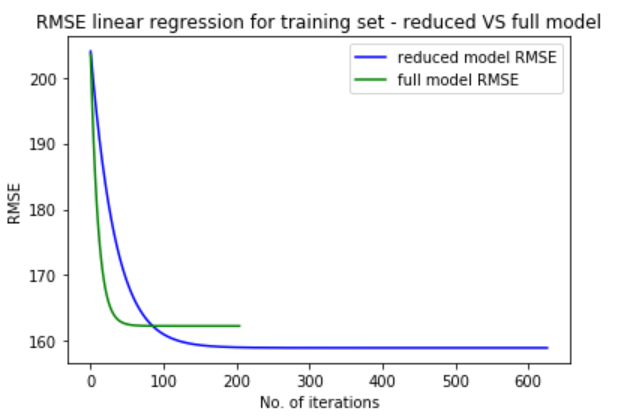 RMSE linear regression for training set - reduced VS full model
reduced model RMSE
full model RMSE
RMSE
200
190
180
170
160
0 100 200 300 400 500 600
No. of iterations